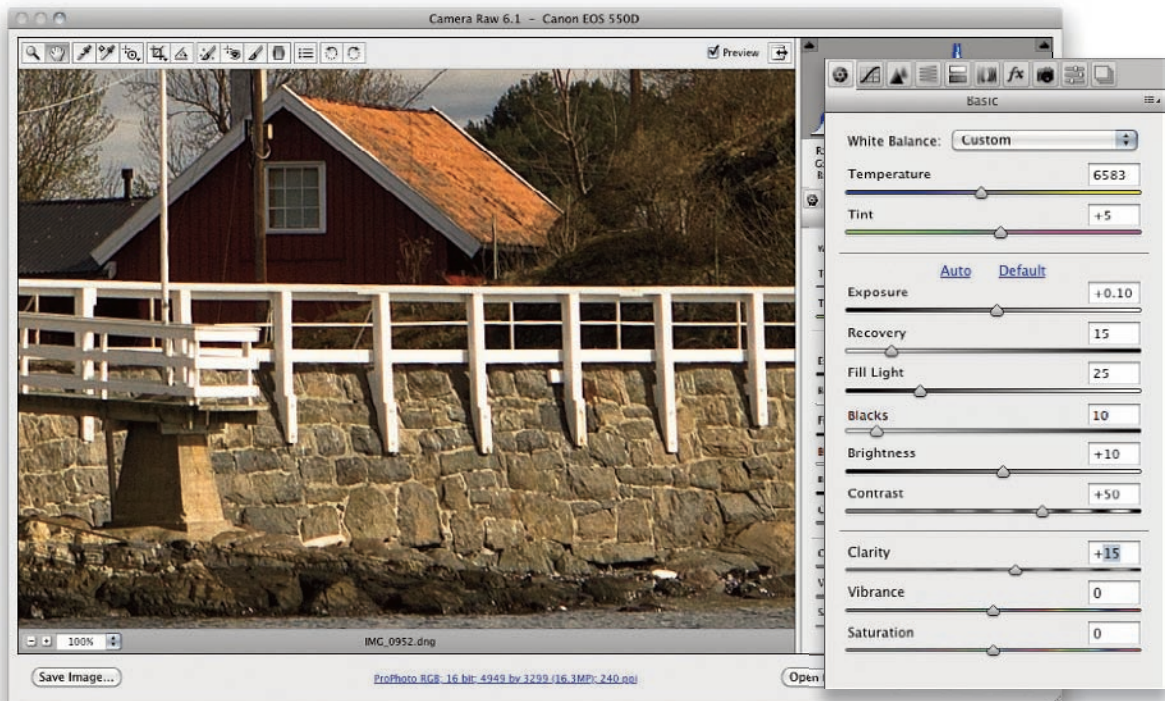 Camera Raw 6.1 – Canon EOS 550D
Preview
fx
Basic
White Balance: Custom
Temperature 6583
Tint +5
Auto Default
Exposure +0.10
Recovery 15
Fill Light 25
Blacks 10
Brightness +10
Contrast +50
Clarity +15
Vibrance 0
Saturation 0
100% IMG_0952.dng
Save Image... ProPhoto RGB; 16 bit; 4949 by 3299 (16.3MP); 240 ppi Open